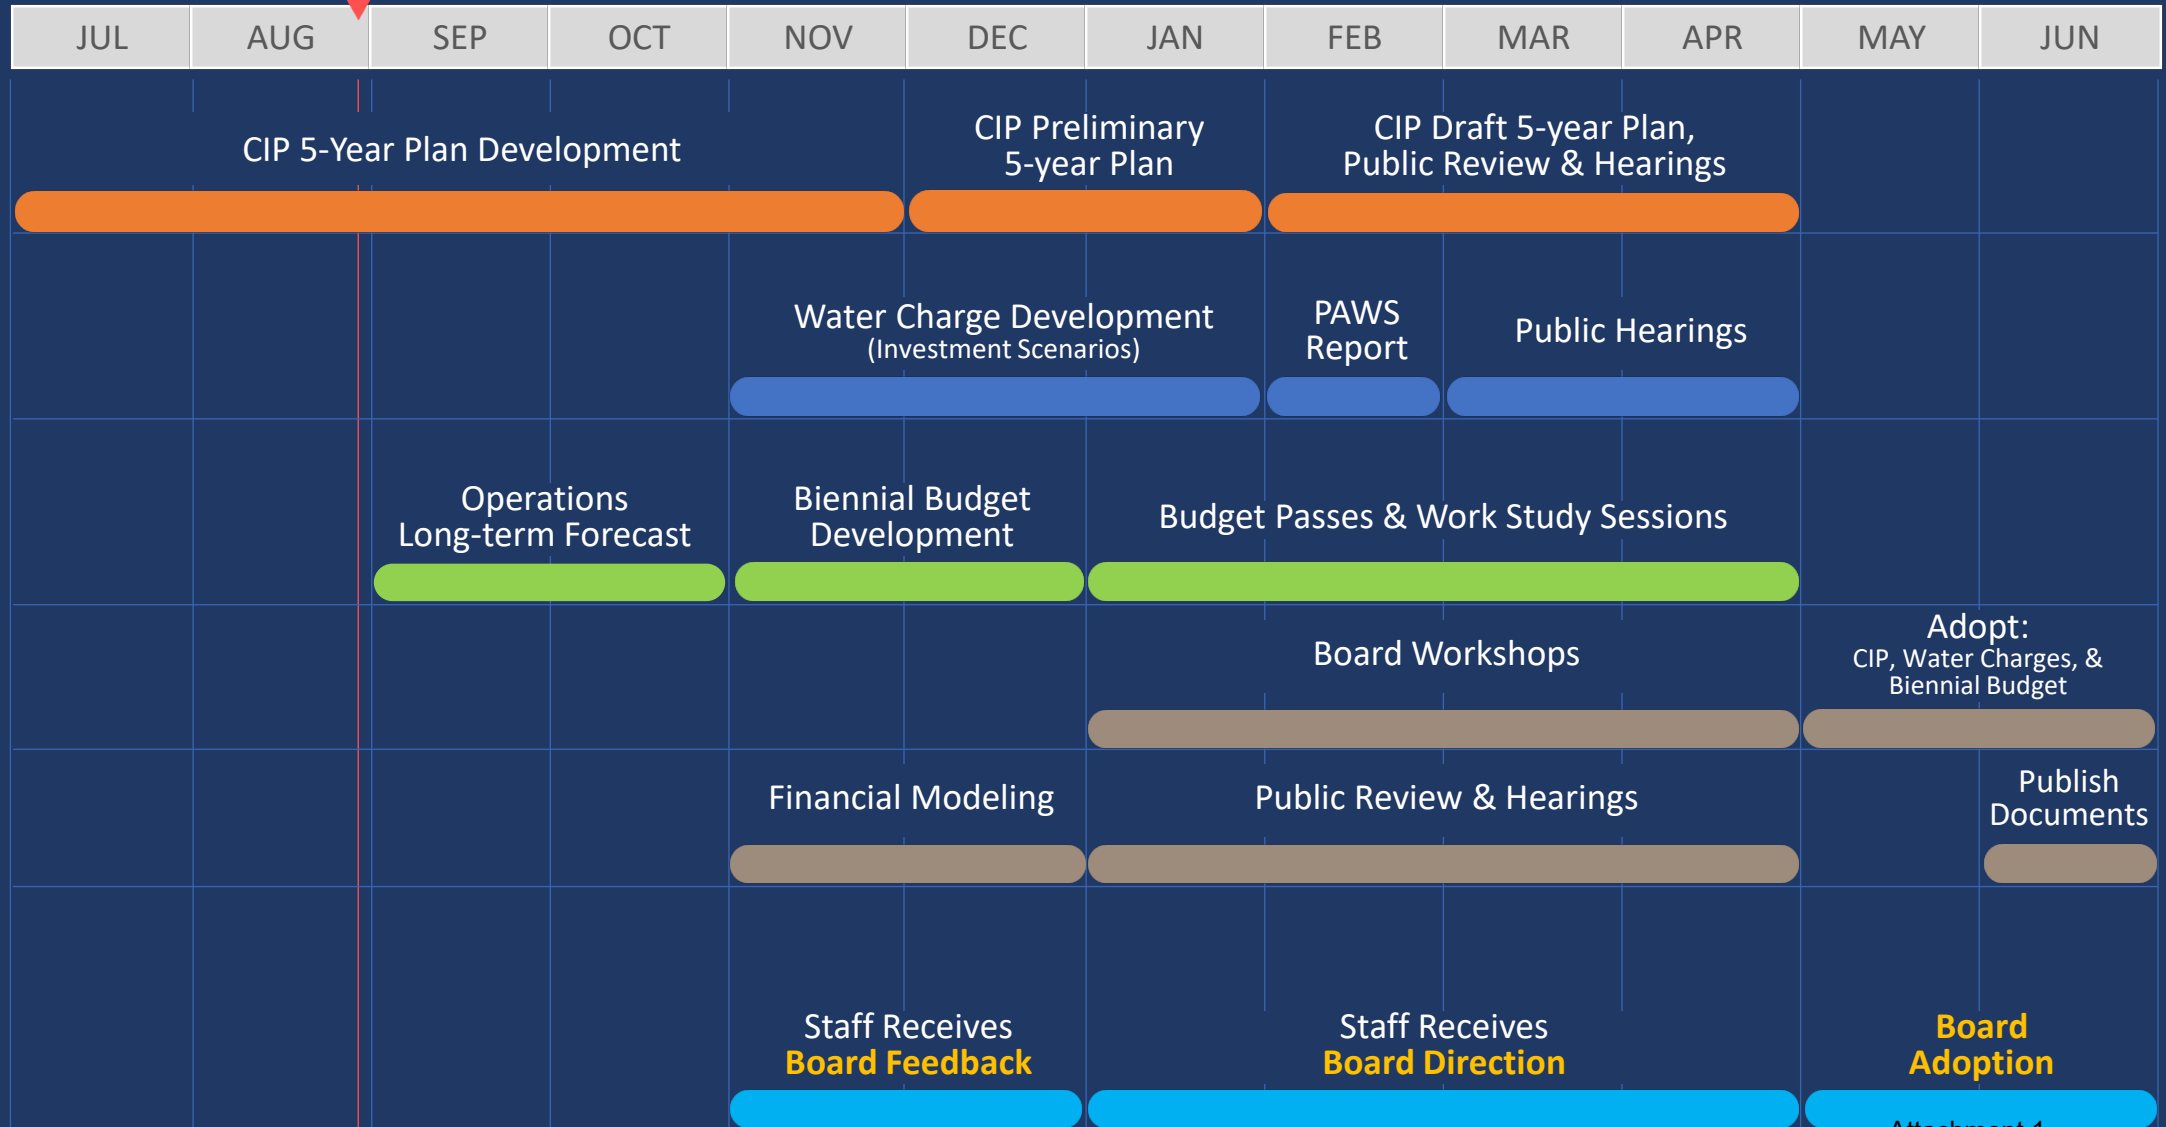 JUL AUG SEP OCT NOV DEC JAN FEB MAR APR MAY JUN
CIP 5-Year Plan Development
CIP Preliminary
5-year Plan
CIP Draft 5-year Plan,
Public Review & Hearings
Water Charge Development
(Investment Scenarios)
PAWS
Report
Public Hearings
Operations
Long-term Forecast
Biennial Budget
Development
Budget Passes & Work Study Sessions
Board Workshops
Adopt:
CIP, Water Charges, &
Biennial Budget
Financial Modeling
Public Review & Hearings
Publish
Documents
Staff Receives
Board Feedback
Staff Receives
Board Direction
Board
Adoption
Attachment 1